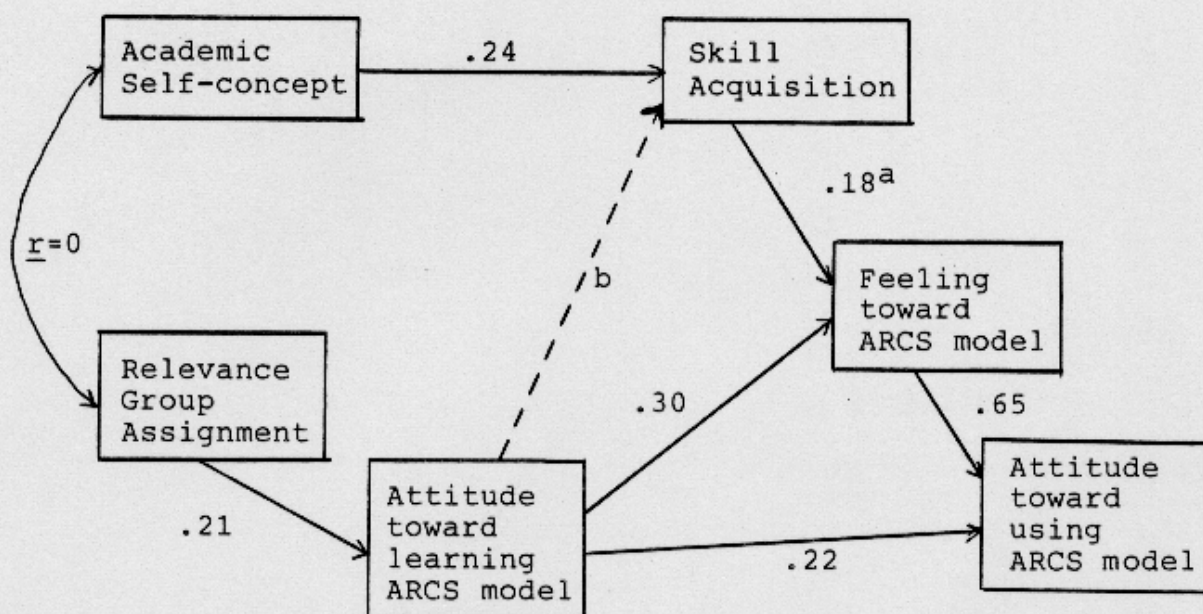 Academic
Self-concept
.24
Skill
Acquisition
.18a
r=0
b
Feeling
toward
ARCS model
Relevance
Group
Assignment
.30
.65
.21
Attitude
toward
learning
ARCS model
.22
Attitude
toward
using
ARCS model